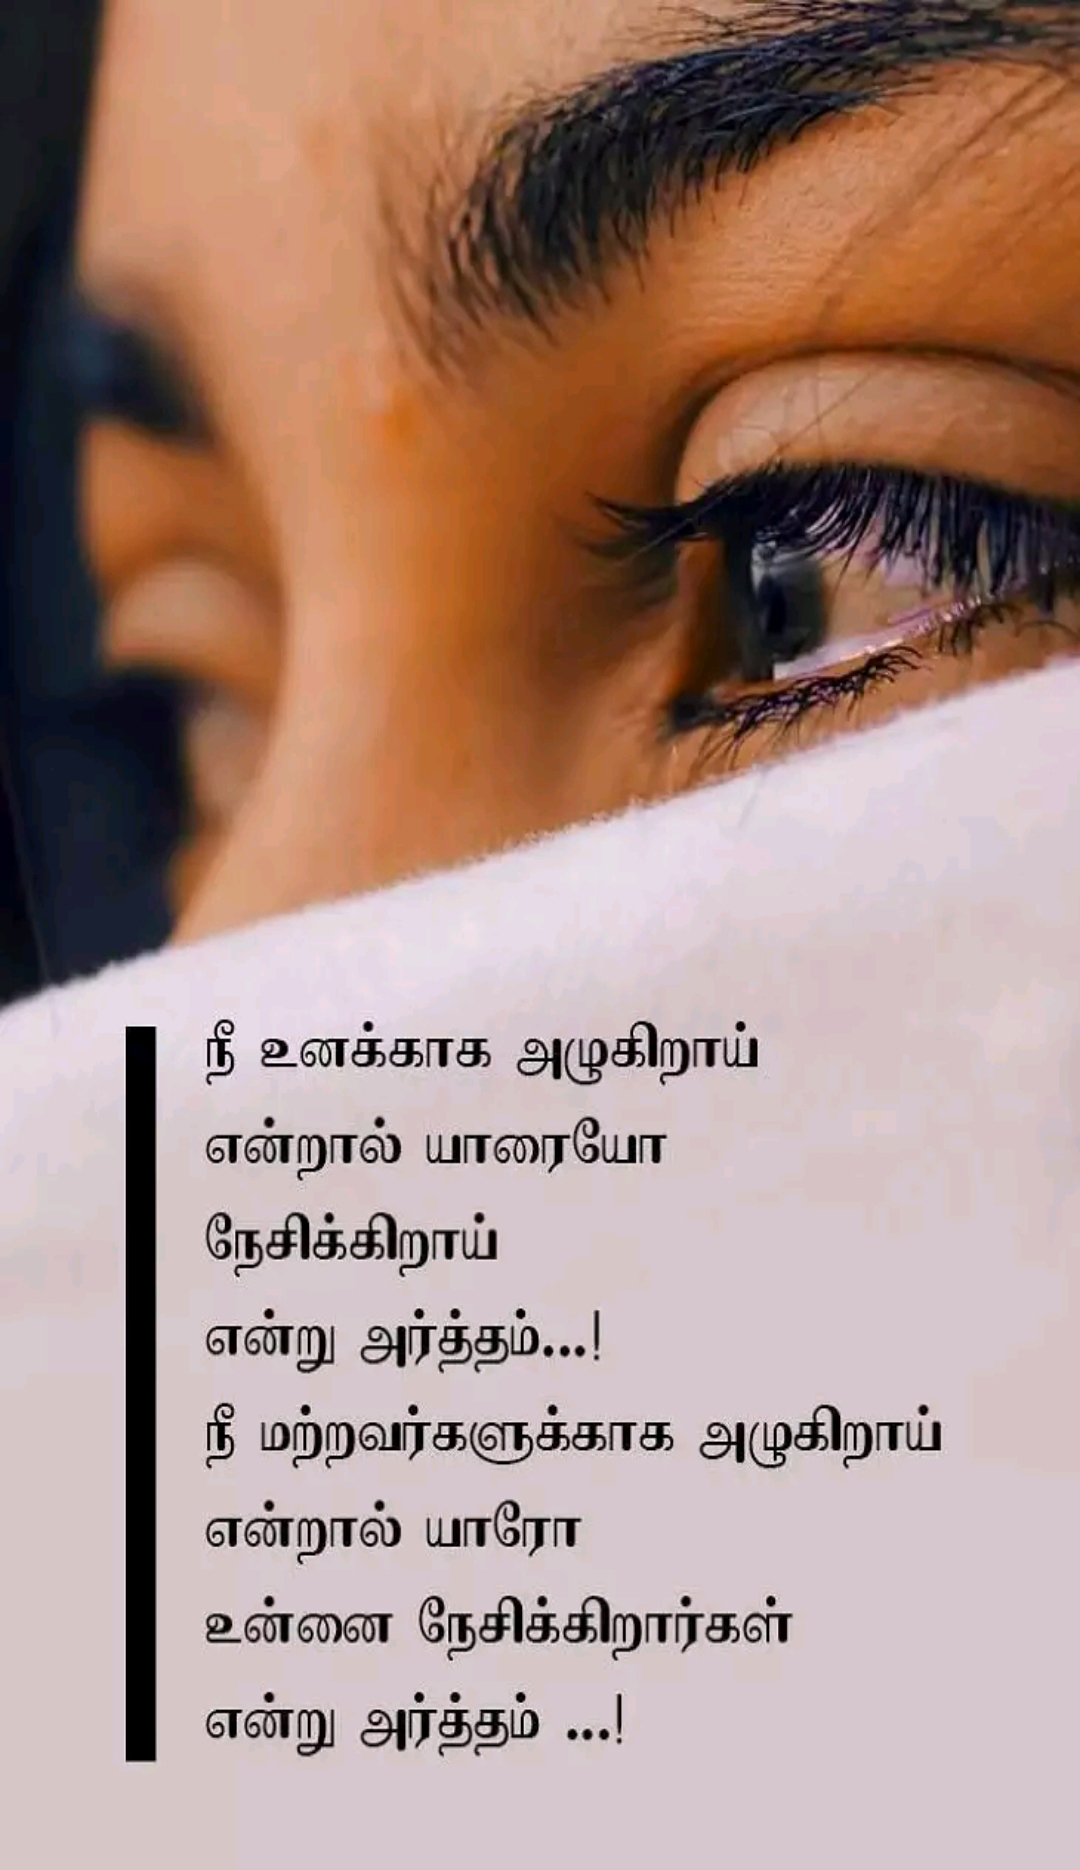 நீ உனக்காக அழுகிறாய்
என்றால் யாரையோ
நேசிக்கிறாய்
என்று அர்த்தம்...!
நீ மற்றவர்களுக்காக அழுகிறாய்
என்றால் யாரோ
உன்னை நேசிக்கிறார்கள்
என்று அர்த்தம் ...!